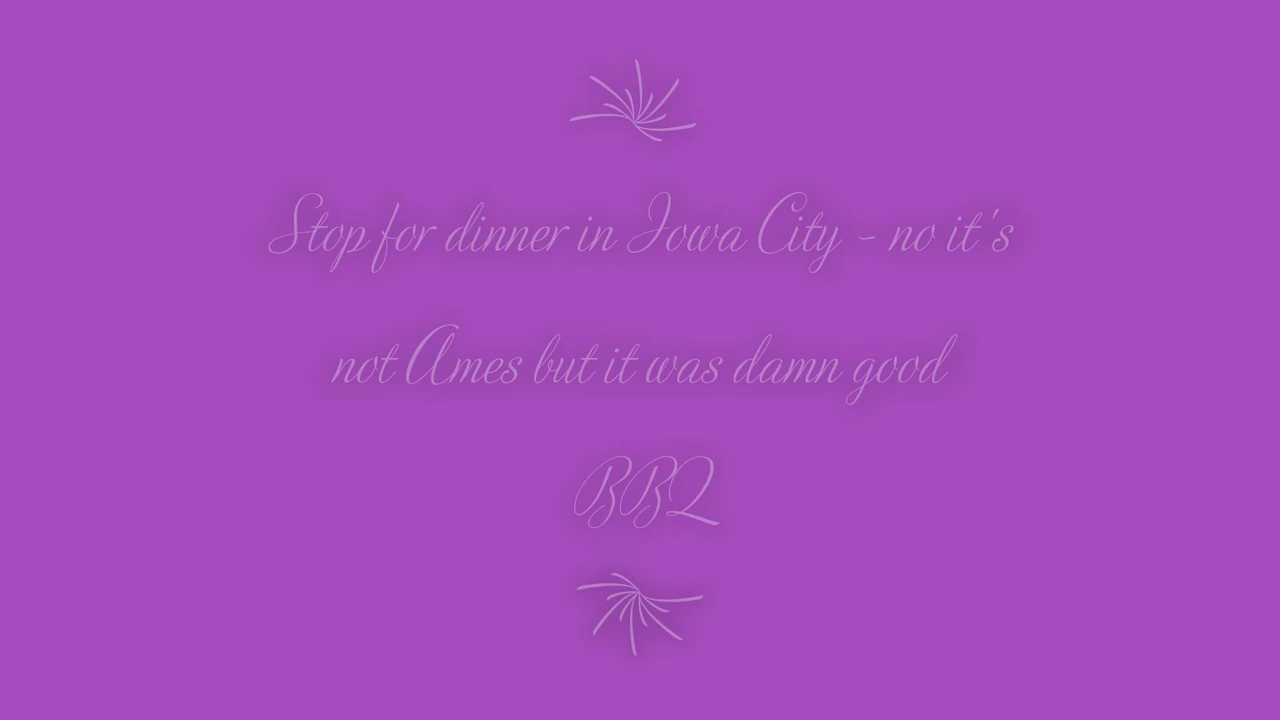 Stop for dinner in Iowa City - no it's
not Ames but it was damn good
BBQ